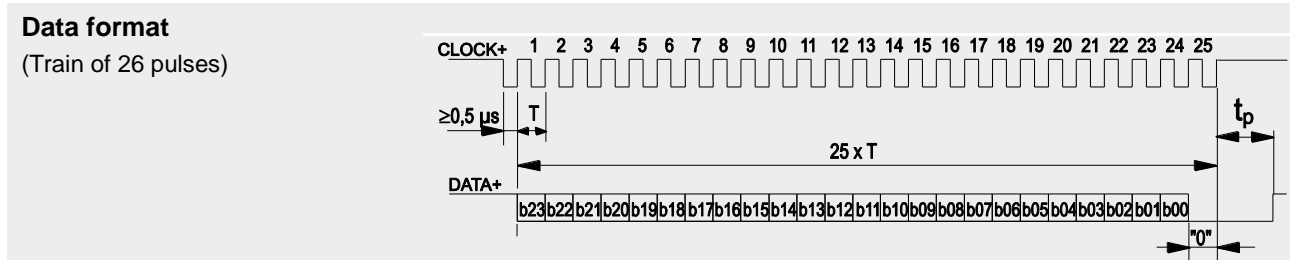 Data format
(Train of 26 pulses)
CLOCK+ 1 2 3 4 5 6 7 8 9 10 11 12 13 14 15 16 17 18 19 20 21 22 23 24 25
≥0,5 µs T tp
25 x T
DATA+
b23 b22 b21 b20 b19 b18 b17 b16 b15 b14 b13 b12 b11 b10 b09 b08 b07 b06 b05 b04 b03 b02 b01 b00
"0"